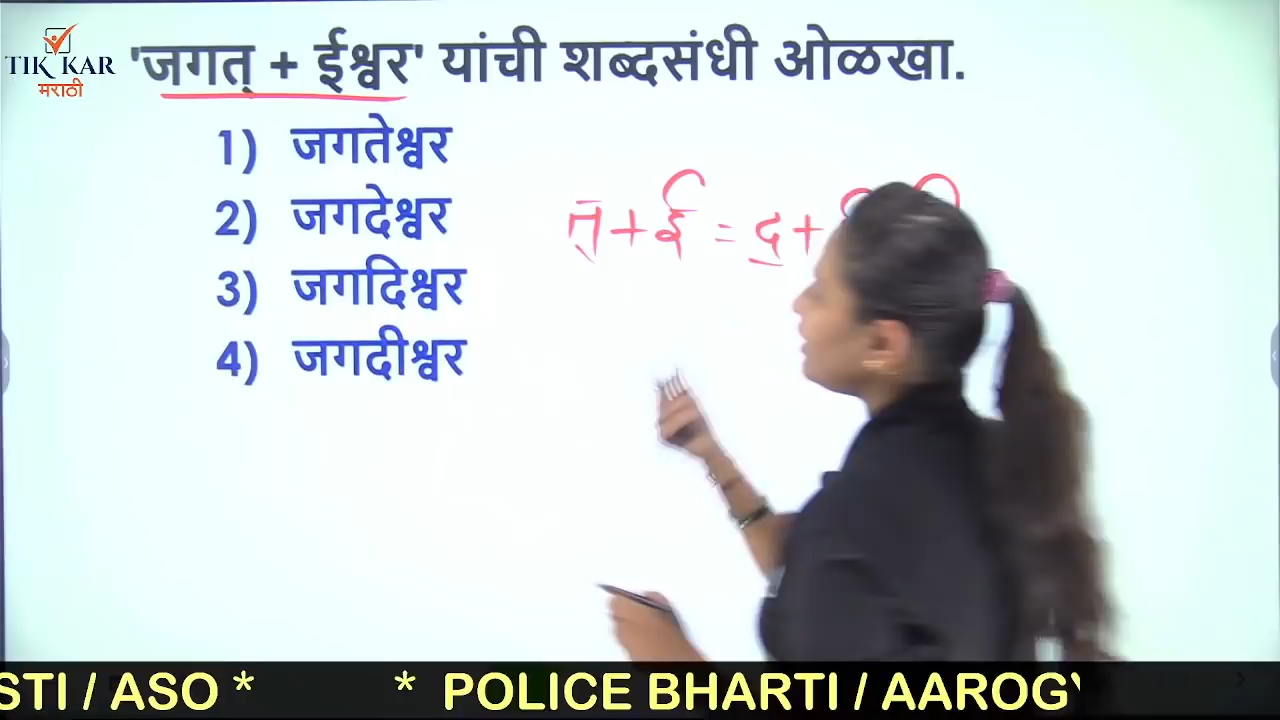 TIK KAR
मराठी
'जगत् + ईश्वर' यांची शब्दसंधी ओळखा.
1) जगतेश्वर
2) जगदेश्वर
3) जगदिश्वर
4) जगदीश्वर
त् + ई = द +
STI / ASO * * POLICE BHARTI / AAROGY